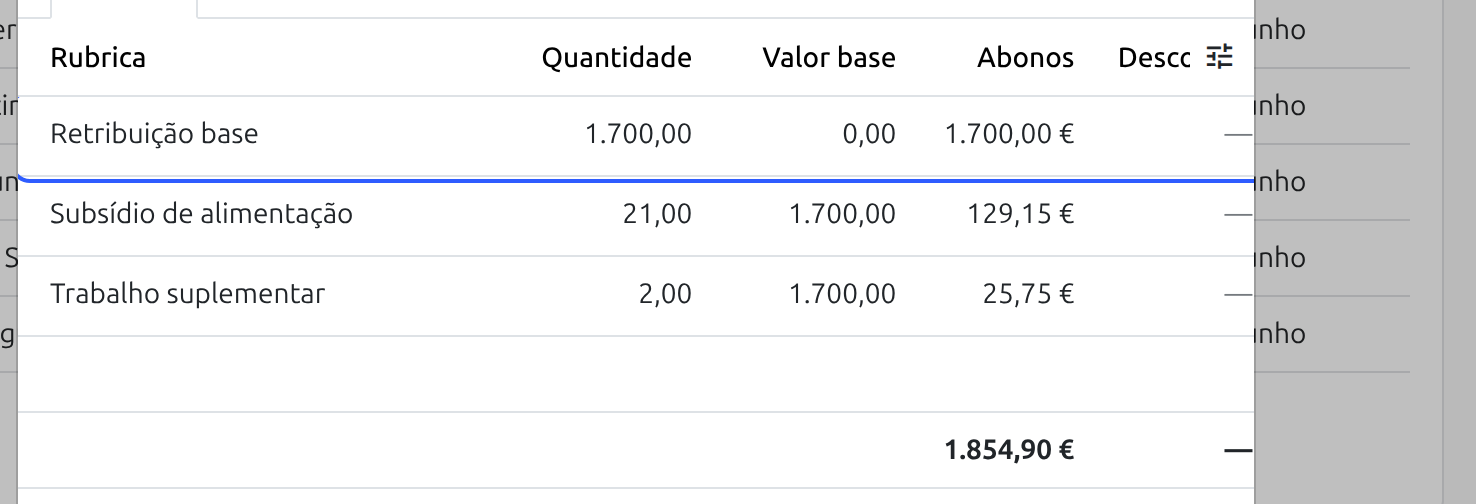 Rubrica Quantidade Valor base Abonos
Retribuição base 1.700,00 0,00 1.700,00 € —
Subsídio de alimentação 21,00 1.700,00 129,15 € —
Trabalho suplementar 2,00 1.700,00 25,75 € —
1.854,90 € —